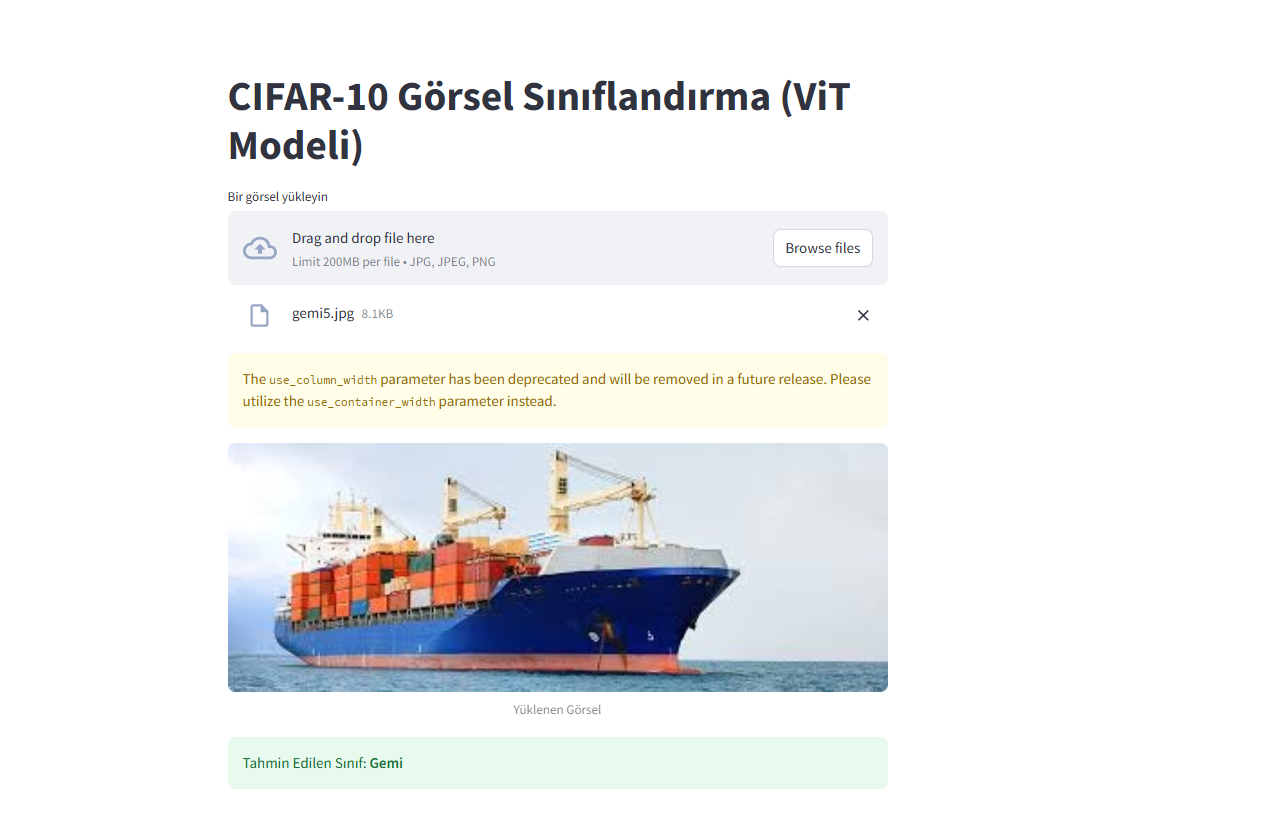 CIFAR-10 Görsel Sınıflandırma (ViT
Modeli)
Bir görsel yükleyin
Drag and drop file here
Limit 200MB per file • JPG, JPEG, PNG
Browse files
gemi5.jpg 8.1KB
The use_column_width parameter has been deprecated and will be removed in a future release. Please
utilize the use_container_width parameter instead.
Yüklenen Görsel
Tahmin Edilen Sınıf: Gemi